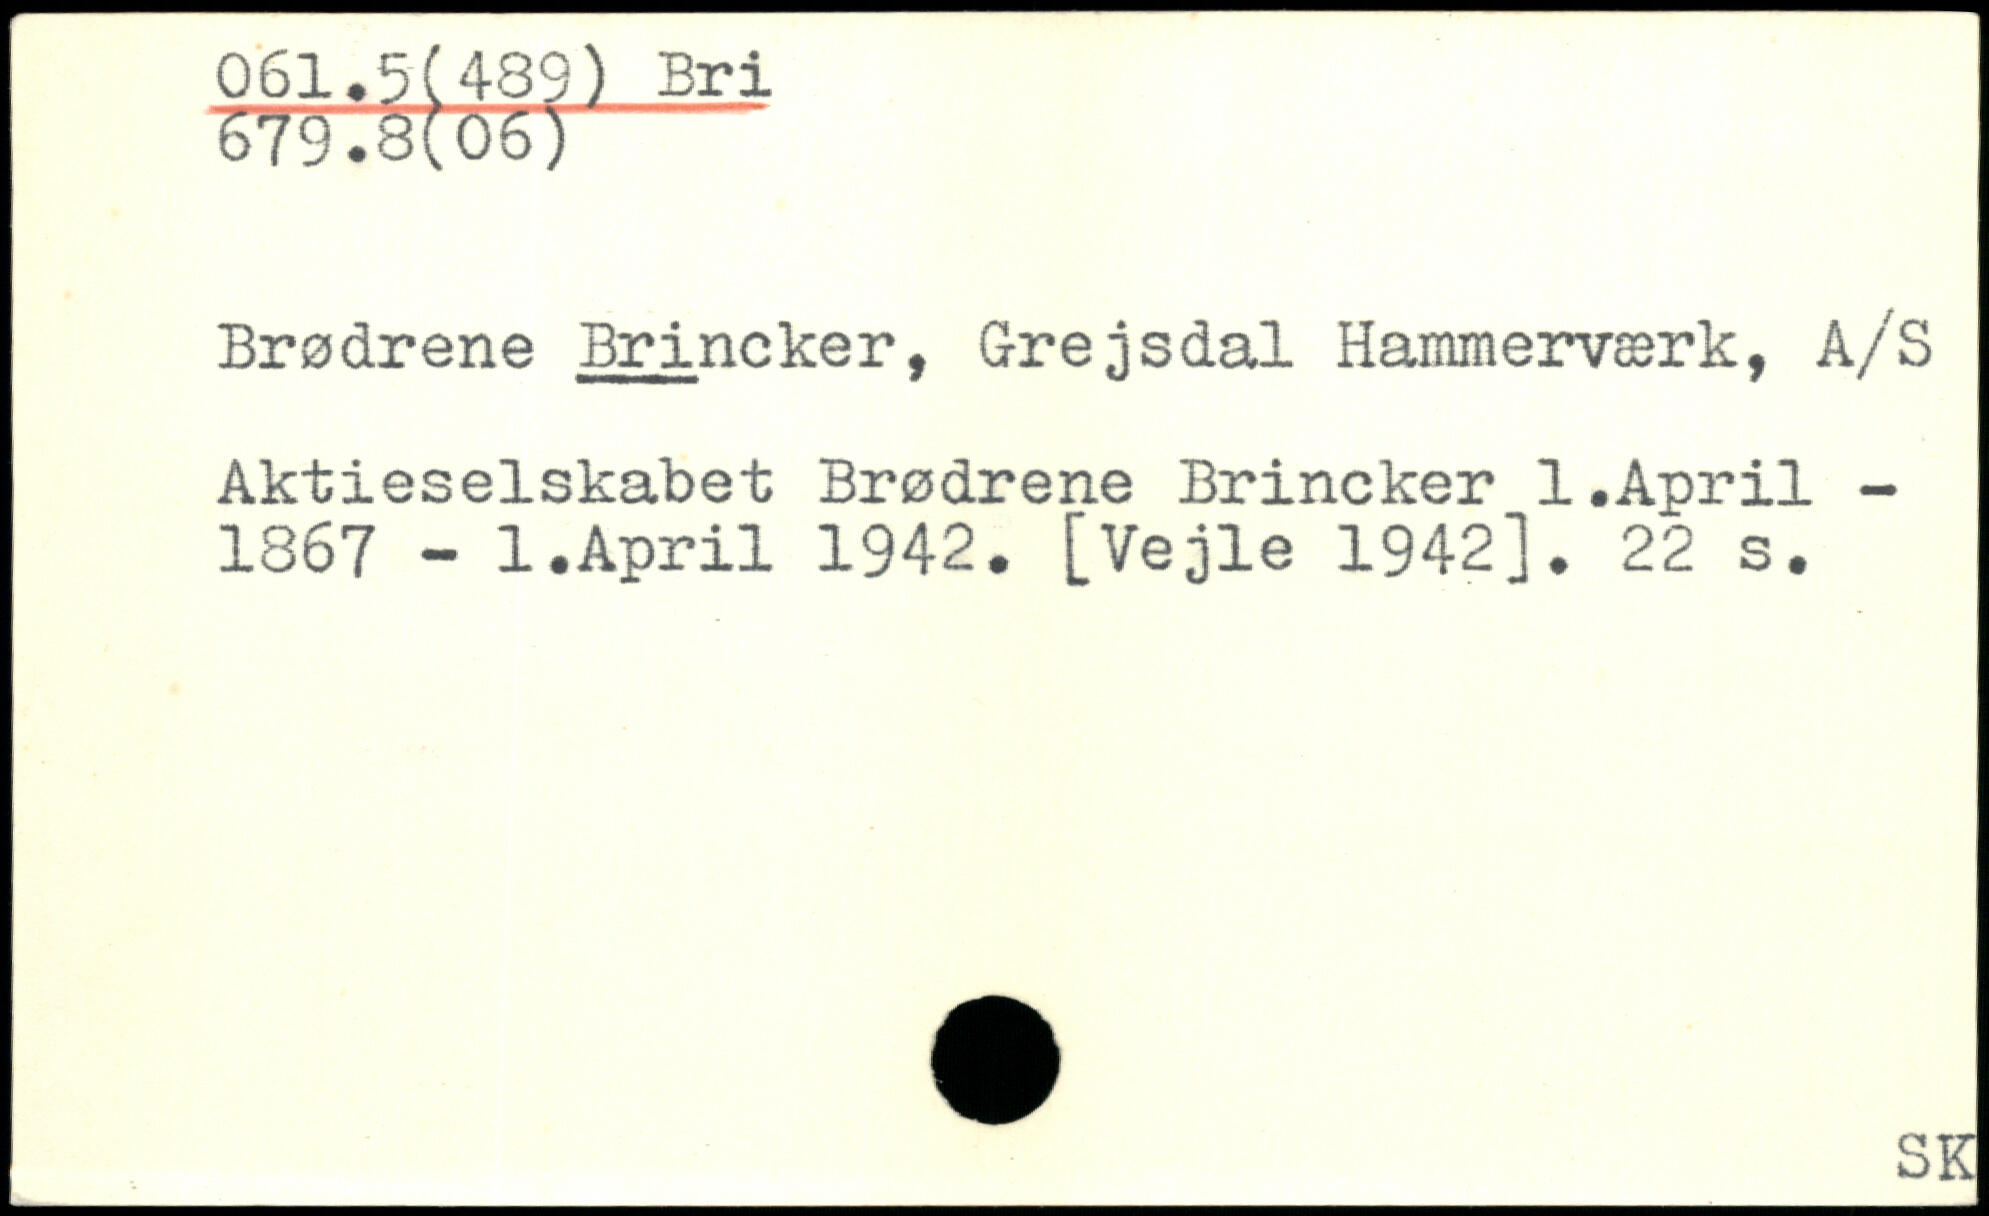 061.5(489) Bri
679.8(06)
Brødrene Brincker, Grejsdal Hammerværk, A/S
Aktieselskabet Brødrene Brincker 1.April -
1867 - 1.April 1942. [Vejle 1942]. 22 s.
SK